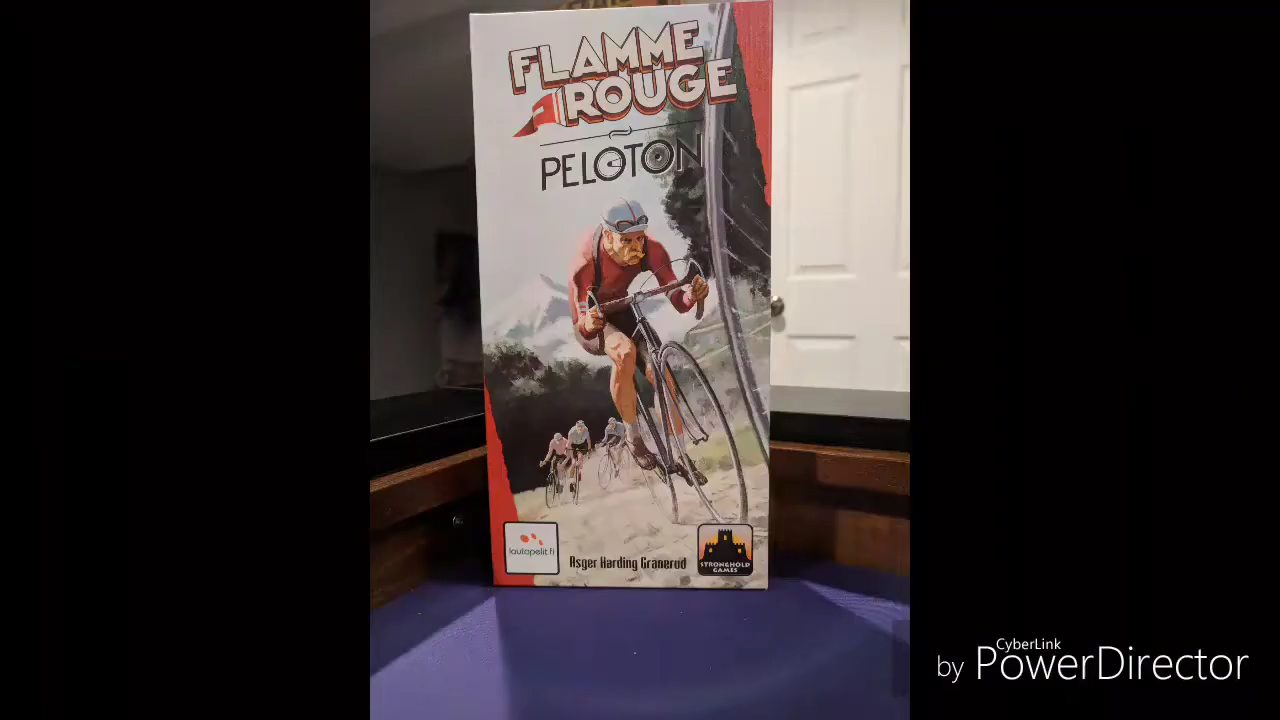 FLAMME
ROUGE
PELOTON
lautapelit.fi
Asger Harding Granerud
STRONGHOLD
GAMES
CyberLink
by PowerDirector